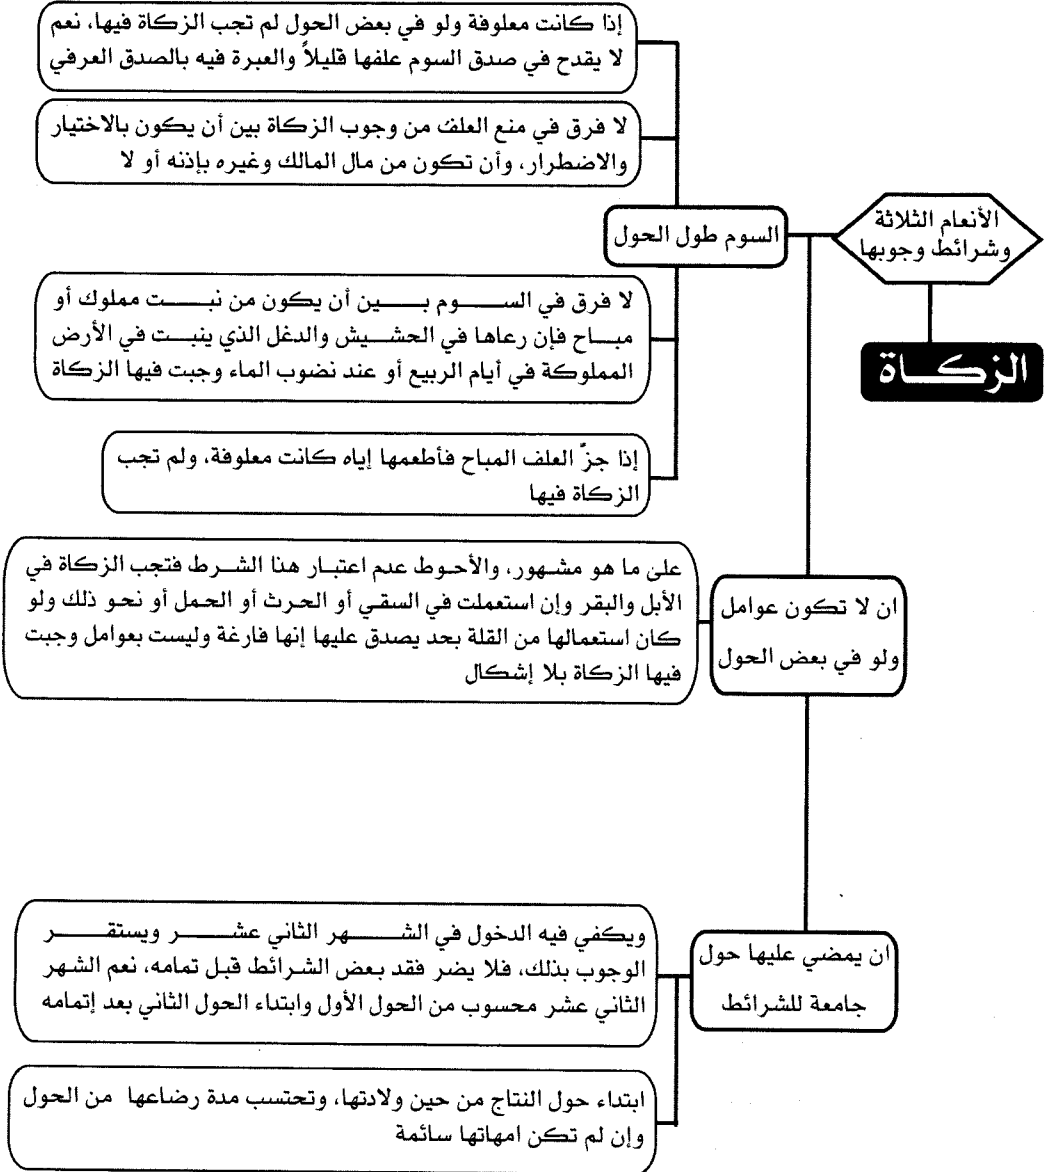 الزكاة
الأنعام الثلاثة
وشرائط وجوبها
السوم طول الحول
إذا كانت معلوفة ولو في بعض الحول لم تجب الزكاة فيها، نعم
لا يقدح في صدق السوم علفها قليلاً والعبرة فيه بالصدق العرفي
لا فرق في منع العلف من وجوب الزكاة بين أن يكون بالاختيار
والاضطرار، وأن تكون من مال المالك وغيره بإذنه أو لا
لا فرق في السوم بين أن يكون من نبت مملوك أو
مباح فإن رعاها في الحشيش والدغل الذي ينبت في الأرض
المملوكة في أيام الربيع أو عند نضوب الماء وجبت فيها الزكاة
إذا جزّ العلف المباح فأطعمها إياه كانت معلوفة، ولم تجب
الزكاة فيها
ان لا تكون عوامل
ولو في بعض الحول
على ما هو مشهور، والأحوط عدم اعتبار هذا الشرط فتجب الزكاة في
الأبل والبقر وإن استعملت في السقي أو الحرث أو الحمل أو نحو ذلك ولو
كان استعمالها من القلة بحد يصدق عليها إنها فارغة وليست بعوامل وجبت
فيها الزكاة بلا إشكال
ان يمضي عليها حول
جامعة للشرائط
ويكفي فيه الدخول في الشهر الثاني عشر ويستقر
الوجوب بذلك، فلا يضر فقد بعض الشرائط قبل تمامه، نعم الشهر
الثاني عشر محسوب من الحول الأول وابتداء الحول الثاني بعد إتمامه
ابتداء حول النتاج من حين ولادتها، وتحتسب مدة رضاعها من الحول
وإن لم تكن امهاتها سائمة